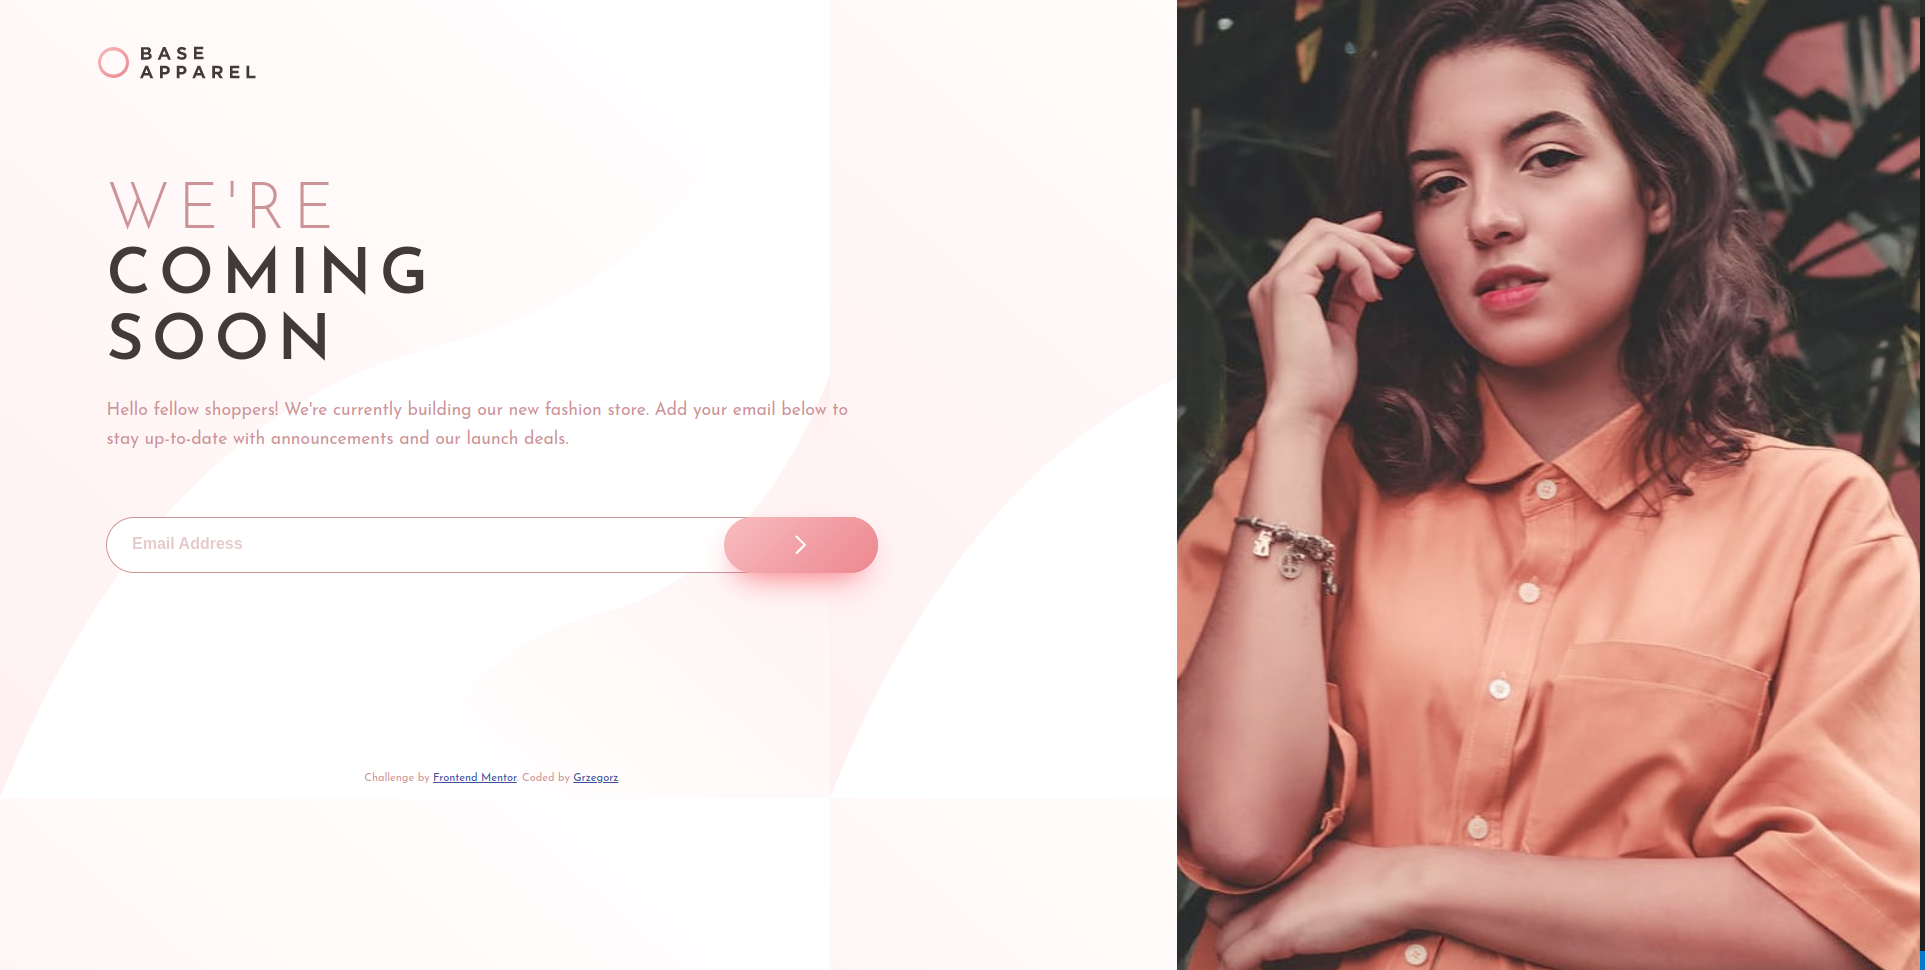 BASE
APPAREL
WE'RE
COMING
SOON
Hello fellow shoppers! We're currently building our new fashion store. Add your email below to
stay up-to-date with announcements and our launch deals.
Email Address
Challenge by Frontend Mentor. Coded by Grzegorz.